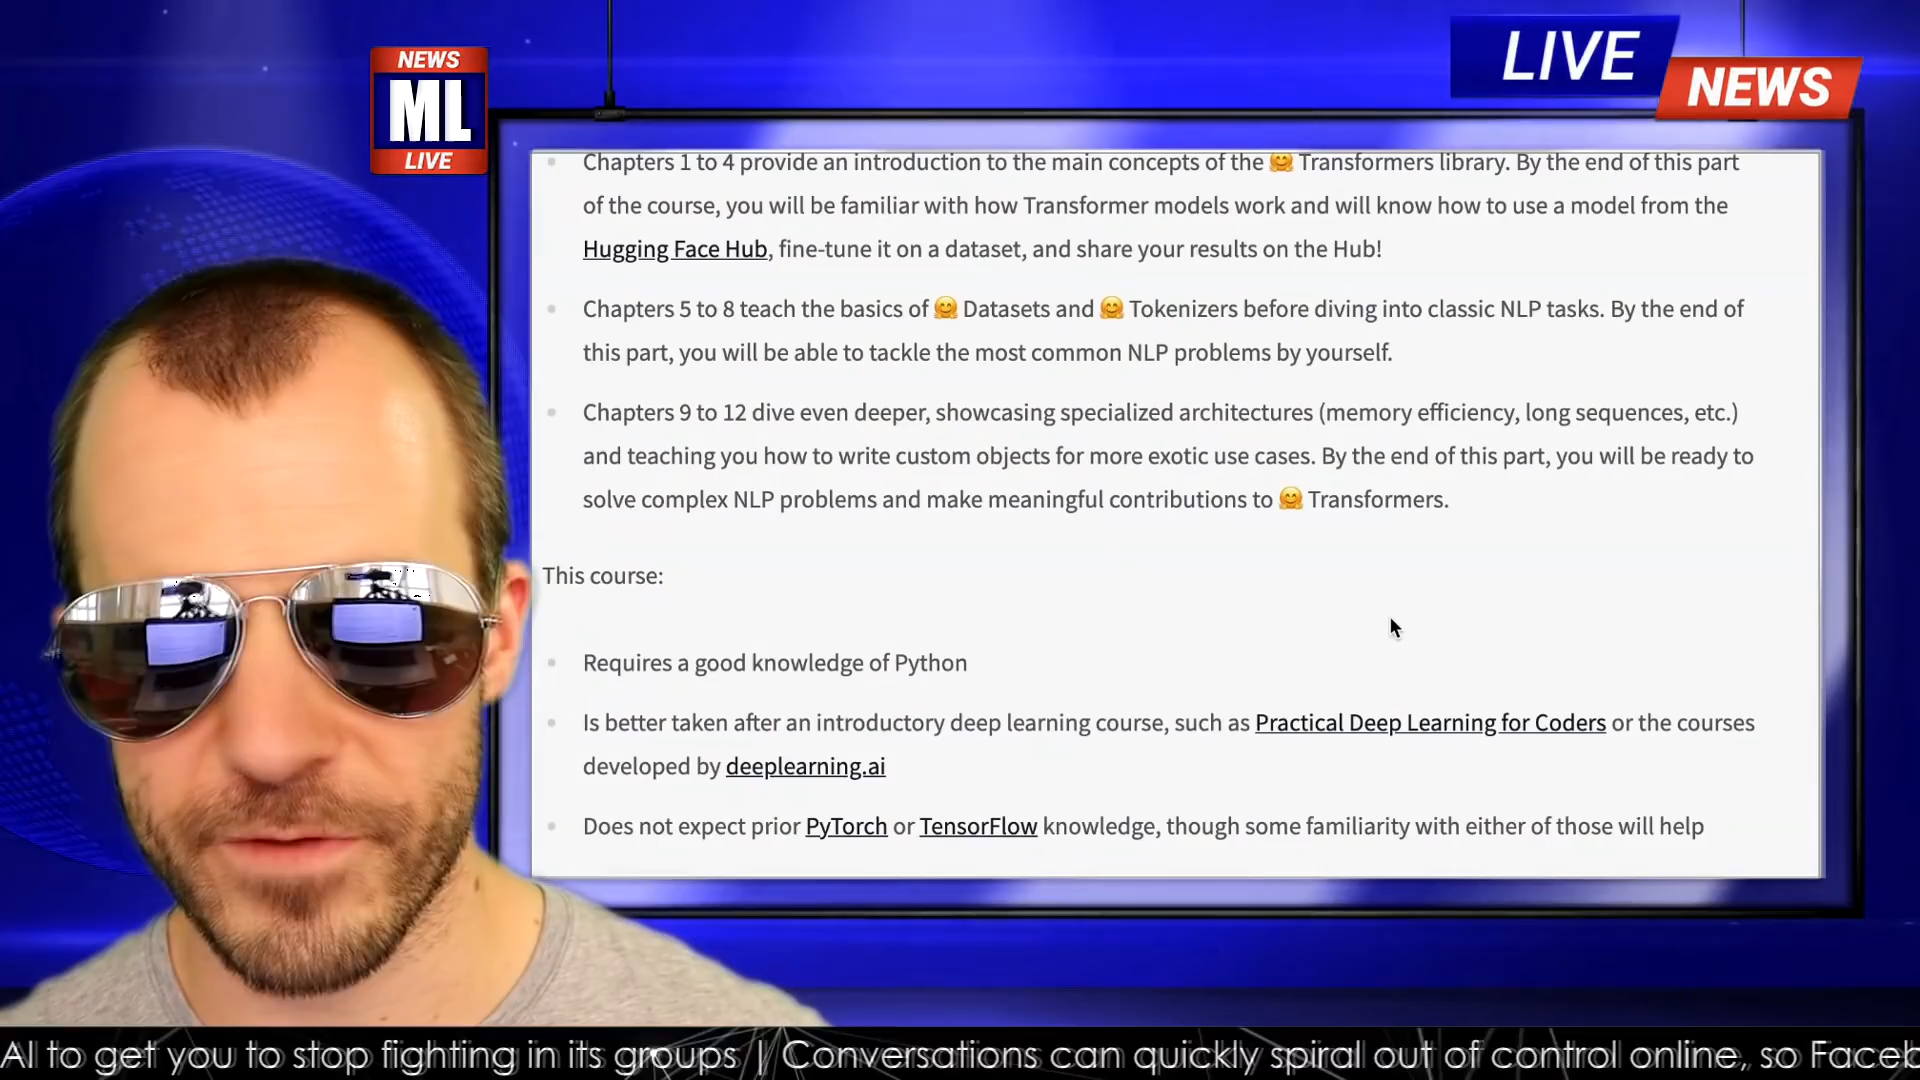 NEWS
ML
LIVE
LIVE
NEWS
Chapters 1 to 4 provide an introduction to the main concepts of the 🤗 Transformers library. By the end of this part
of the course, you will be familiar with how Transformer models work and will know how to use a model from the
Hugging Face Hub, fine-tune it on a dataset, and share your results on the Hub!
Chapters 5 to 8 teach the basics of 🤗 Datasets and 🤗 Tokenizers before diving into classic NLP tasks. By the end of
this part, you will be able to tackle the most common NLP problems by yourself.
Chapters 9 to 12 dive even deeper, showcasing specialized architectures (memory efficiency, long sequences, etc.)
and teaching you how to write custom objects for more exotic use cases. By the end of this part, you will be ready to
solve complex NLP problems and make meaningful contributions to 🤗 Transformers.
This course:
Requires a good knowledge of Python
Is better taken after an introductory deep learning course, such as Practical Deep Learning for Coders or the courses
developed by deeplearning.ai
Does not expect prior PyTorch or TensorFlow knowledge, though some familiarity with either of those will help
AI to get you to stop fighting in its groups | Conversations can quickly spiral out of control online, so Faceb